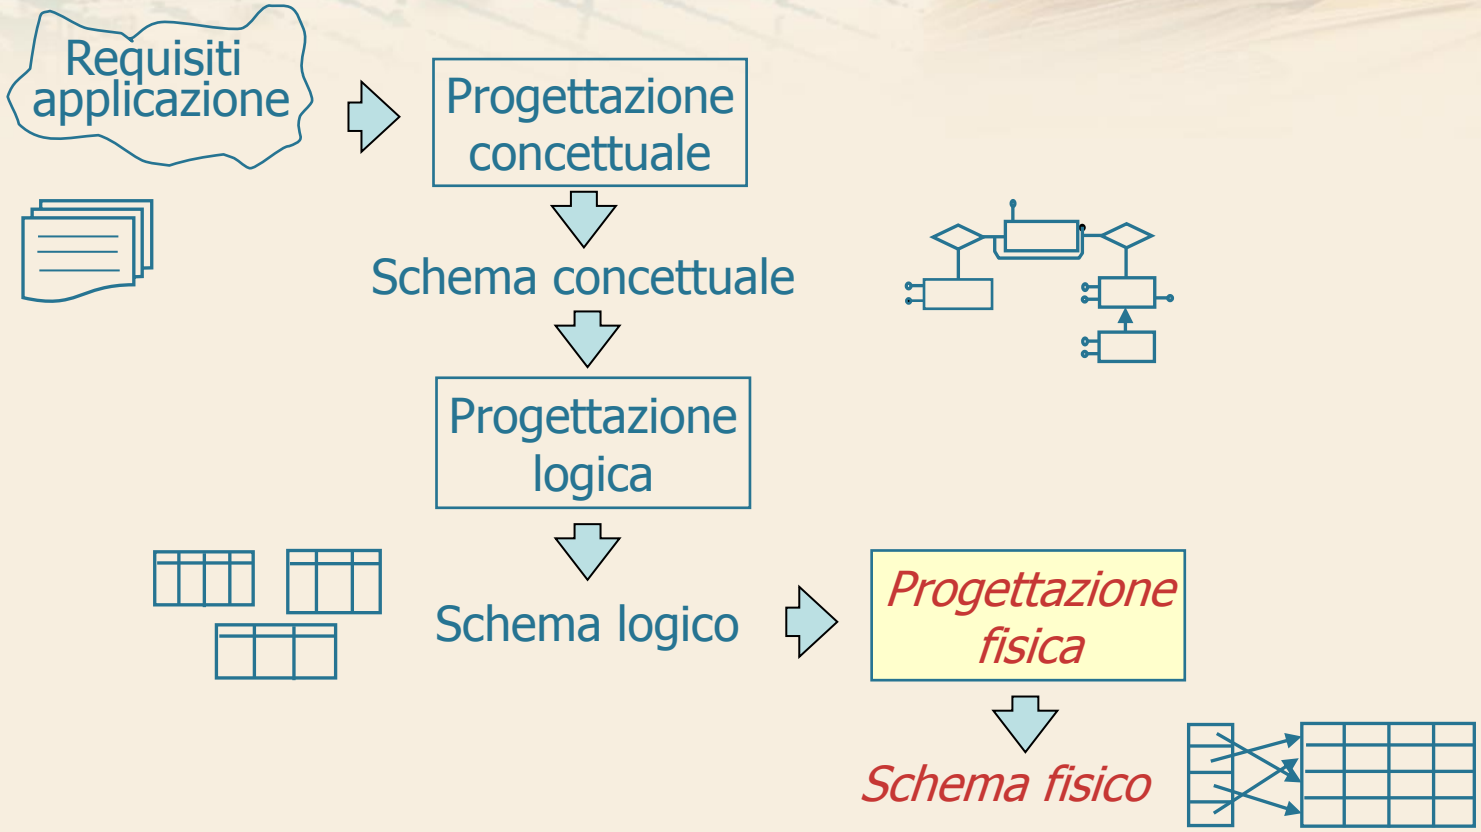 Requisiti
applicazione
Progettazione
concettuale
Schema concettuale
Progettazione
logica
Schema logico
Progettazione
fisica
Schema fisico